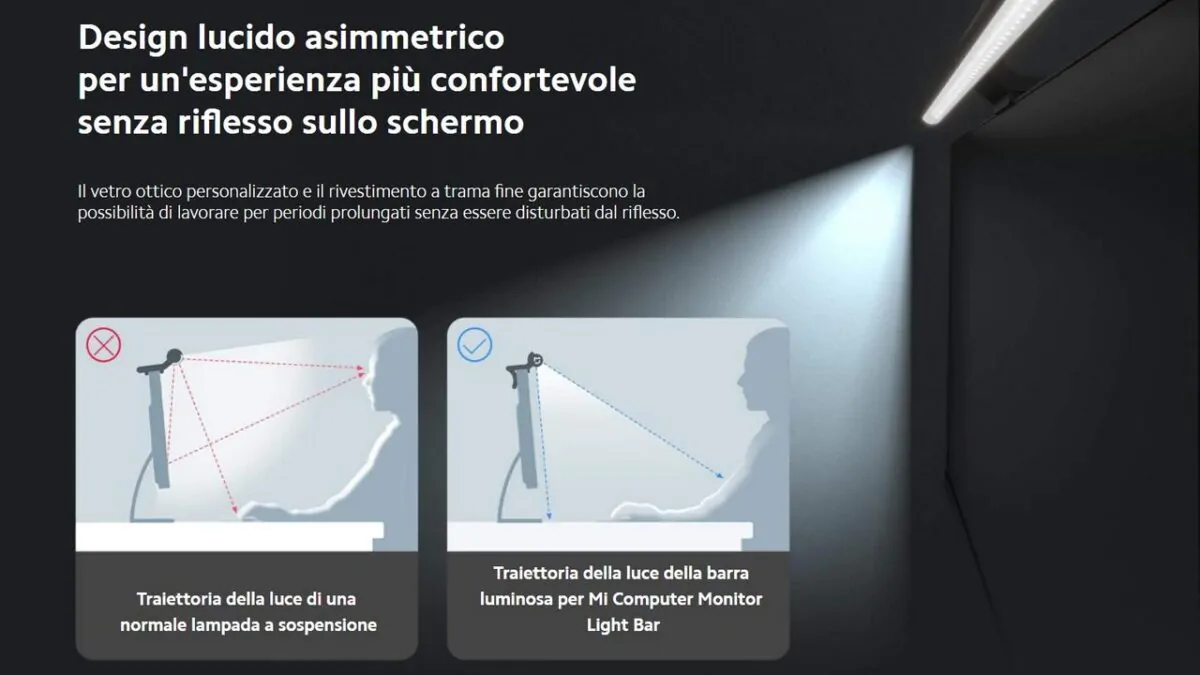 Design lucido asimmetrico
per un'esperienza più confortevole
senza riflesso sullo schermo
Il vetro ottico personalizzato e il rivestimento a trama fine garantiscono la
possibilità di lavorare per periodi prolungati senza essere disturbati dal riflesso.
Traiettoria della luce di una
normale lampada a sospensione
Traiettoria della luce della barra
luminosa per Mi Computer Monitor
Light Bar